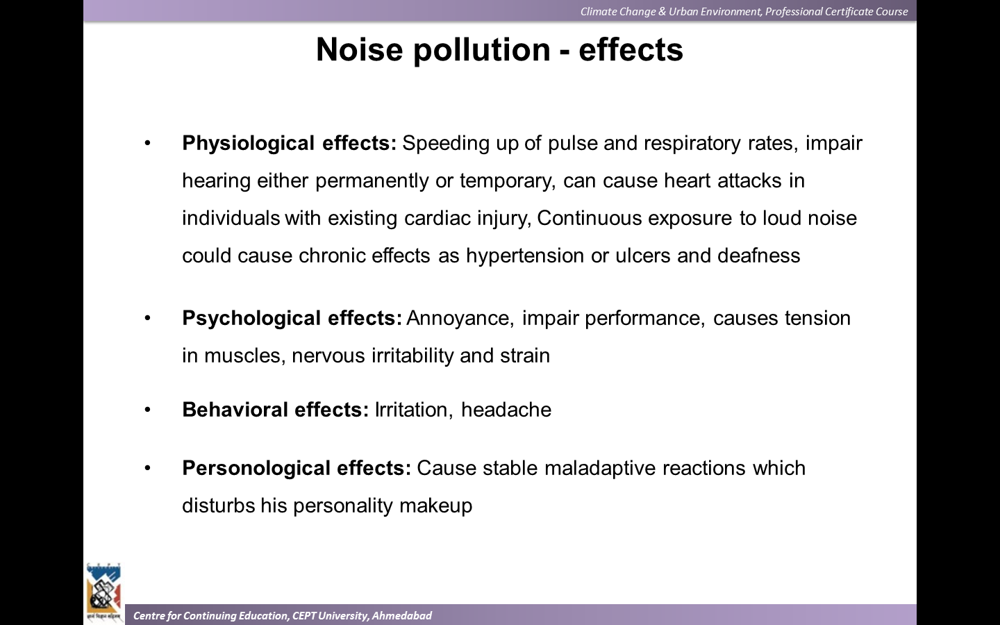 Climate Change & Urban Environment, Professional Certificate Course
Noise pollution - effects
• Physiological effects: Speeding up of pulse and respiratory rates, impair
hearing either permanently or temporary, can cause heart attacks in
individuals with existing cardiac injury, Continuous exposure to loud noise
could cause chronic effects as hypertension or ulcers and deafness
• Psychological effects: Annoyance, impair performance, causes tension
in muscles, nervous irritability and strain
• Behavioral effects: Irritation, headache
• Personological effects: Cause stable maladaptive reactions which
disturbs his personality makeup
C E P T
Centre for Continuing Education, CEPT University, Ahmedabad